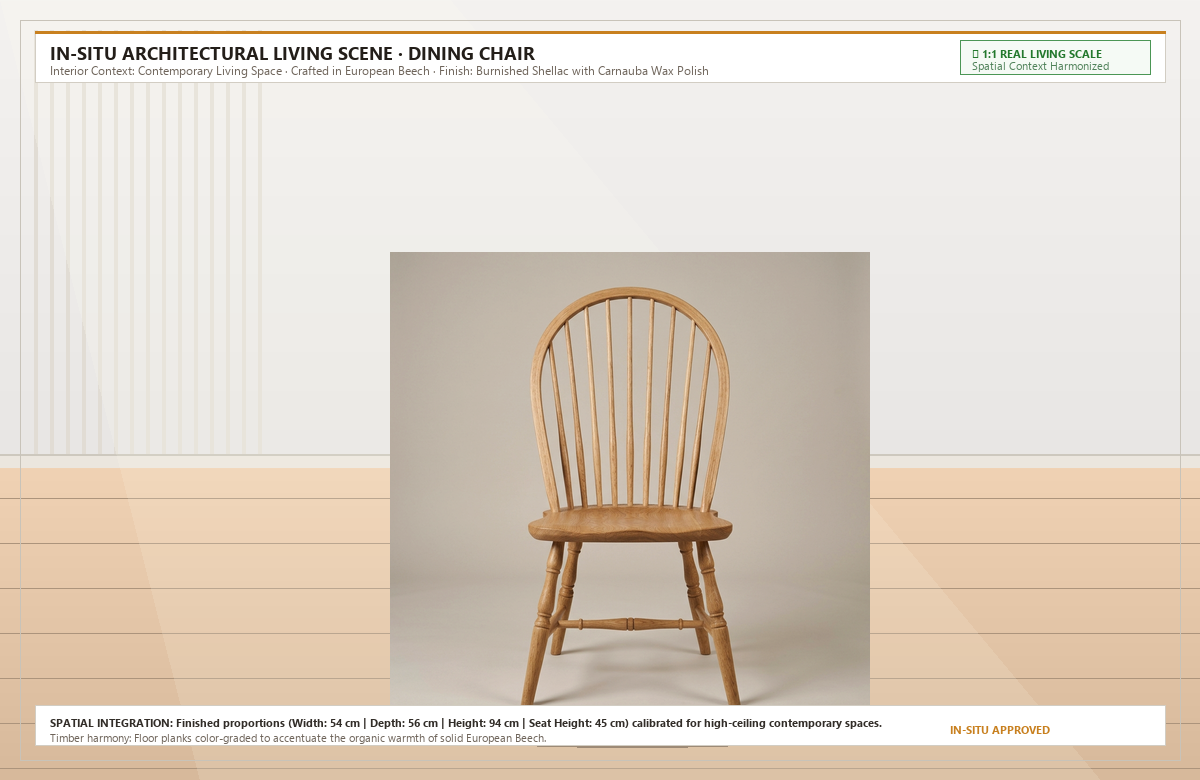 IN-SITU ARCHITECTURAL LIVING SCENE · DINING CHAIR
Interior Context: Contemporary Living Space · Crafted in European Beech · Finish: Burnished Shellac with Carnauba Wax Polish
1:1 REAL LIVING SCALE
Spatial Context Harmonized
SPATIAL INTEGRATION: Finished proportions (Width: 54 cm | Depth: 56 cm | Height: 94 cm | Seat Height: 45 cm) calibrated for high-ceiling contemporary spaces.
Timber harmony: Floor planks color-graded to accentuate the organic warmth of solid European Beech.
IN-SITU APPROVED